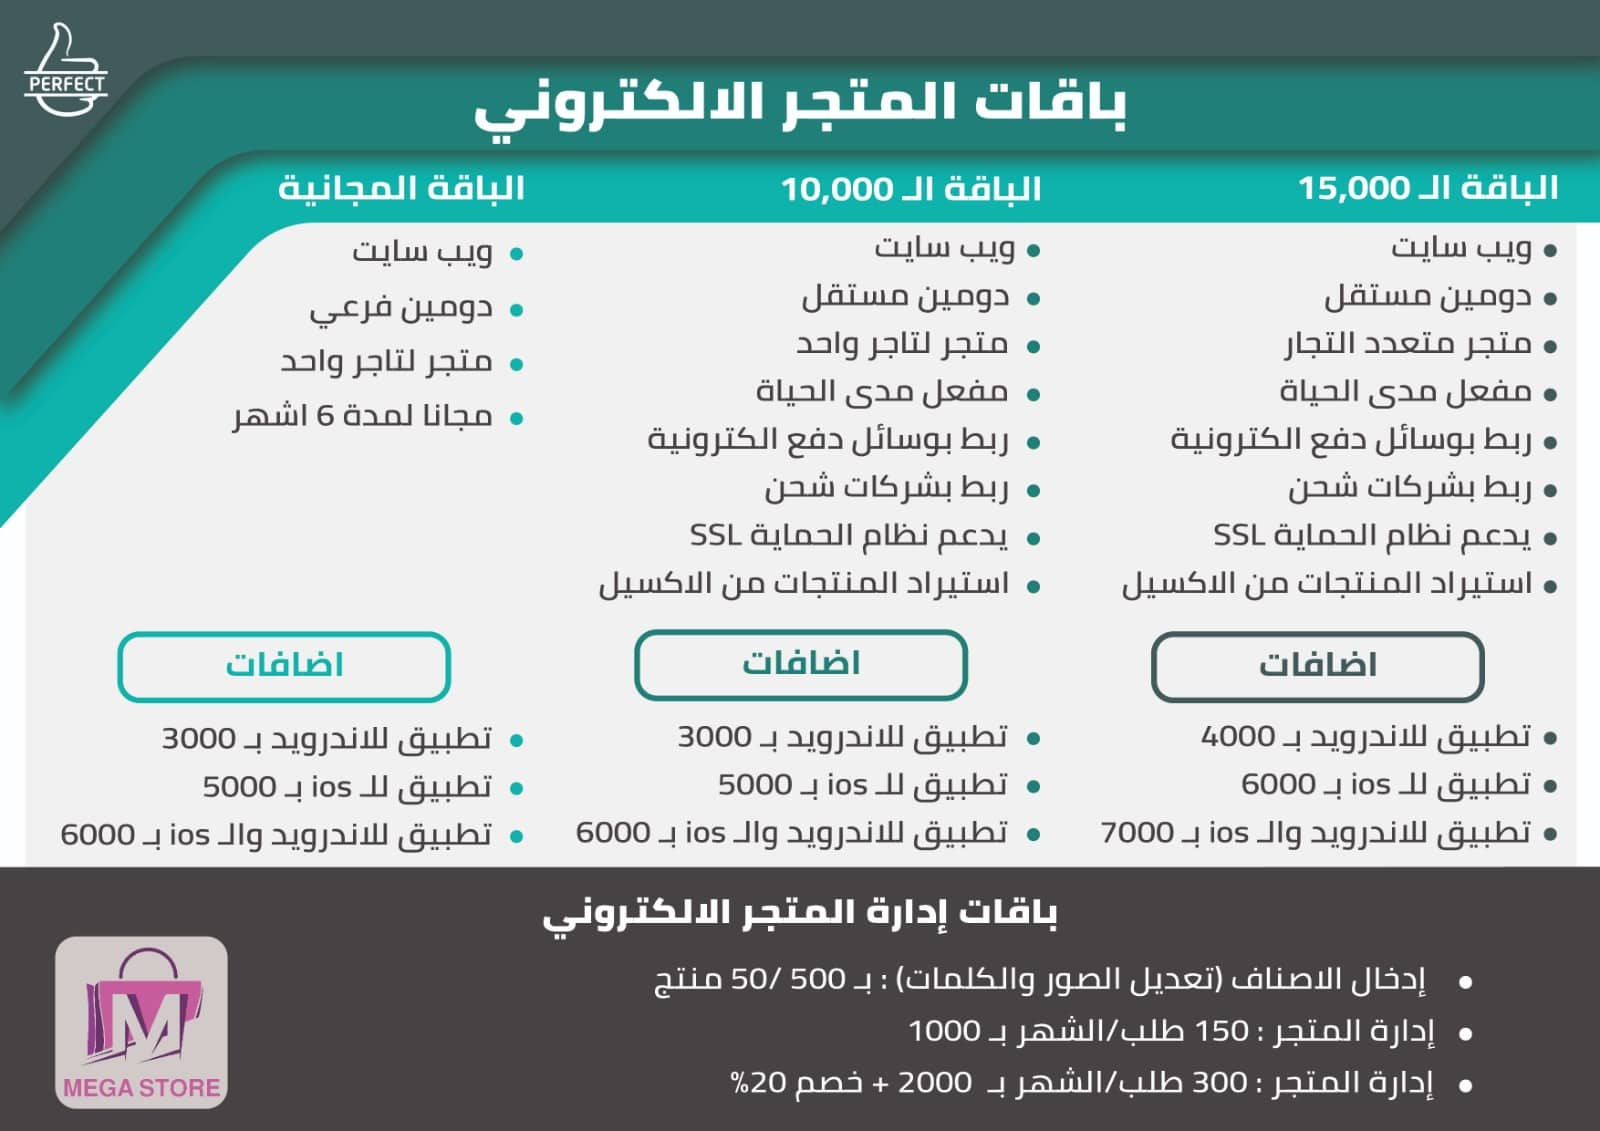 PERFECT
باقات المتجر الالكتروني
الباقة الـ 15,000
ويب سايت
دومين مستقل
متجر متعدد التجار
مفعل مدى الحياة
ربط بوسائل دفع الكترونية
ربط بشركات شحن
يدعم نظام الحماية SSL
استيراد المنتجات من الاكسيل
اضافات
تطبيق للاندرويد بـ 4000
تطبيق للـ ios بـ 6000
تطبيق للاندرويد والـ ios بـ 7000
الباقة الـ 10,000
ويب سايت
دومين مستقل
متجر لتاجر واحد
مفعل مدى الحياة
ربط بوسائل دفع الكترونية
ربط بشركات شحن
يدعم نظام الحماية SSL
استيراد المنتجات من الاكسيل
اضافات
تطبيق للاندرويد بـ 3000
تطبيق للـ ios بـ 5000
تطبيق للاندرويد والـ ios بـ 6000
الباقة المجانية
ويب سايت
دومين فرعي
متجر لتاجر واحد
مجانا لمدة 6 اشهر
اضافات
تطبيق للاندرويد بـ 3000
تطبيق للـ ios بـ 5000
تطبيق للاندرويد والـ ios بـ 6000
باقات إدارة المتجر الالكتروني
إدخال الاصناف (تعديل الصور والكلمات) : بـ 500 /50 منتج
إدارة المتجر : 150 طلب/الشهر بـ 1000
إدارة المتجر : 300 طلب/الشهر بـ 2000 + خصم 20%
M
MEGA STORE